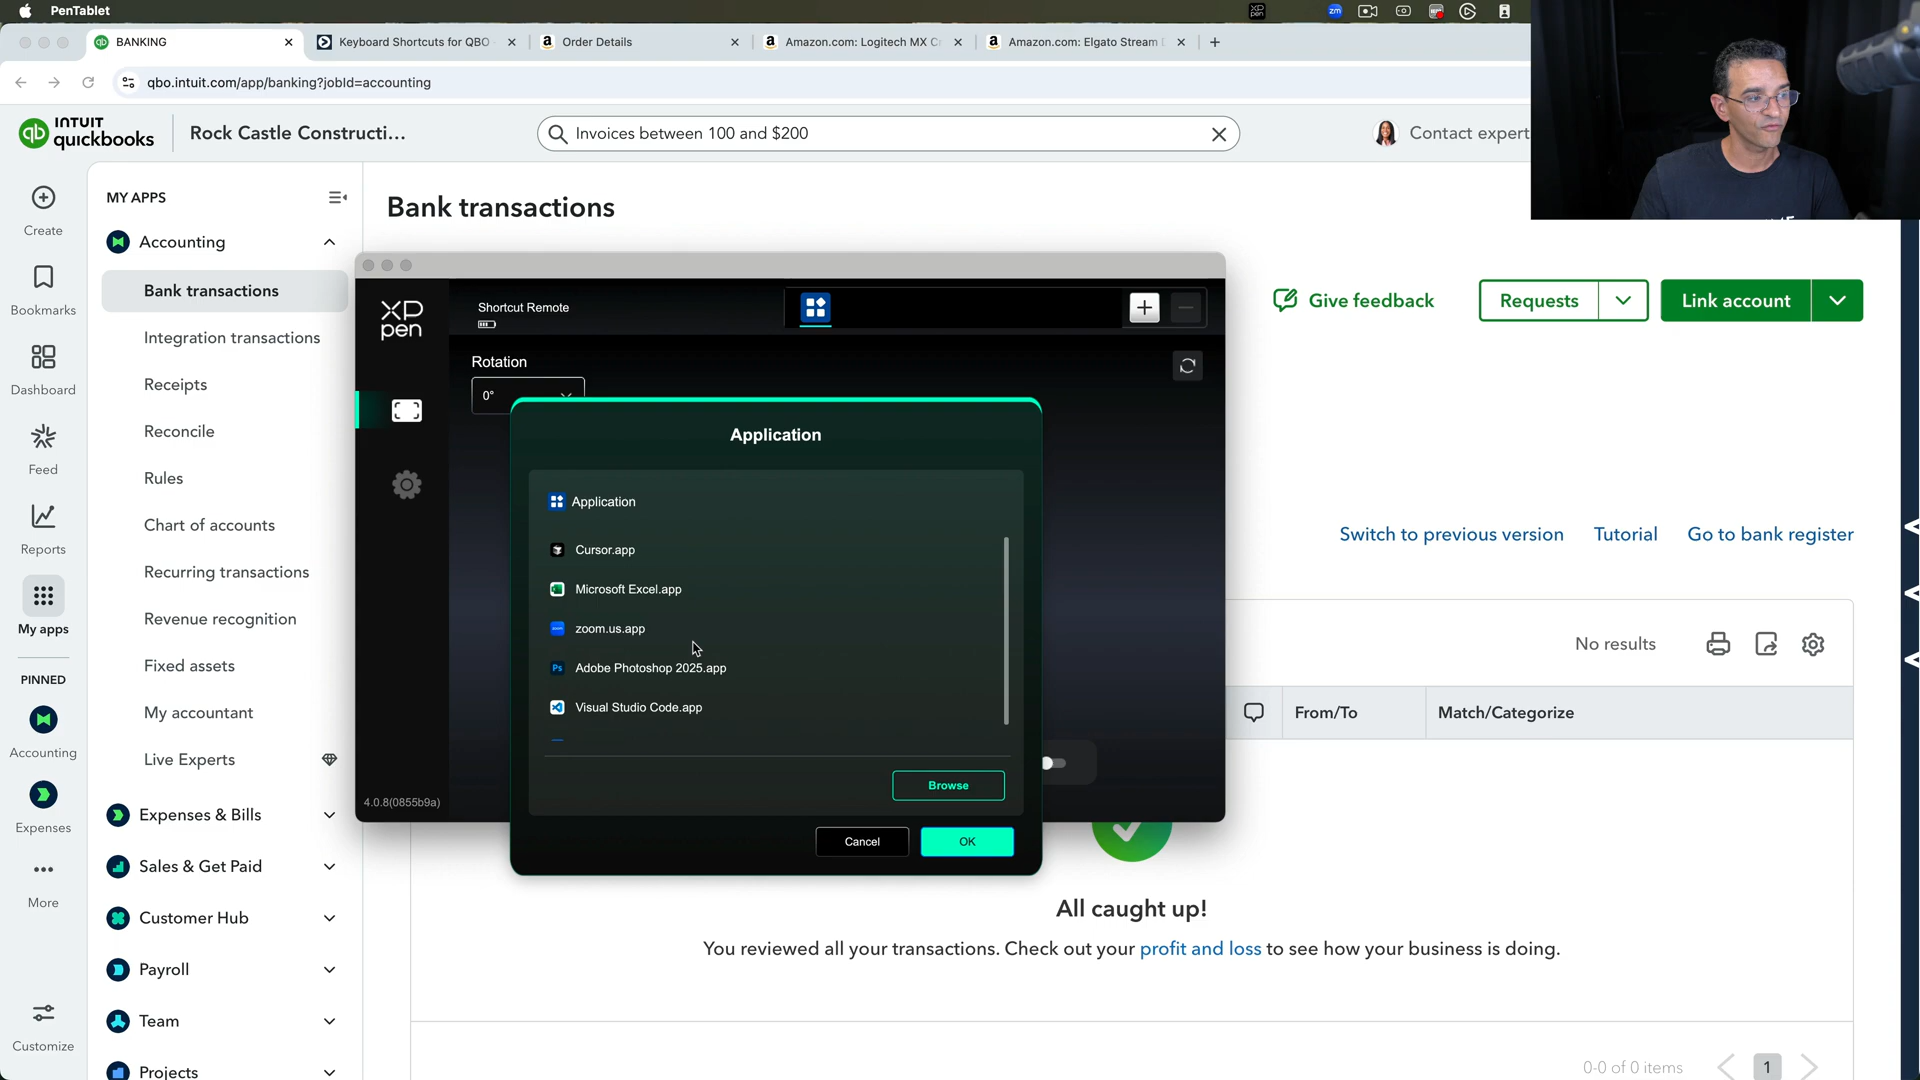 PenTablet
XP pen
zm
BANKING
Keyboard Shortcuts for QBO
Order Details
Amazon.com: Logitech MX Cr
Amazon.com: Elgato Stream D
qbo.intuit.com/app/banking?jobId=accounting
INTUIT
quickbooks
Rock Castle Constructi...
Invoices between 100 and $200
Contact expert
Create
Bookmarks
Dashboard
Feed
Reports
My apps
PINNED
Accounting
Expenses
More
Customize
MY APPS
Accounting
Bank transactions
Integration transactions
Receipts
Reconcile
Rules
Chart of accounts
Recurring transactions
Revenue recognition
Fixed assets
My accountant
Live Experts
Expenses & Bills
Sales & Get Paid
Customer Hub
Payroll
Team
Projects
Bank transactions
Give feedback
Requests
Link account
Switch to previous version
Tutorial
Go to bank register
No results
From/To
Match/Categorize
XP
pen
Shortcut Remote
Rotation
0°
4.0.8(0855b9a)
Application
Application
Cursor.app
Microsoft Excel.app
zoom.us.app
Adobe Photoshop 2025.app
Visual Studio Code.app
Browse
Cancel
OK
All caught up!
You reviewed all your transactions. Check out your profit and loss to see how your business is doing.
0-0 of 0 items
1